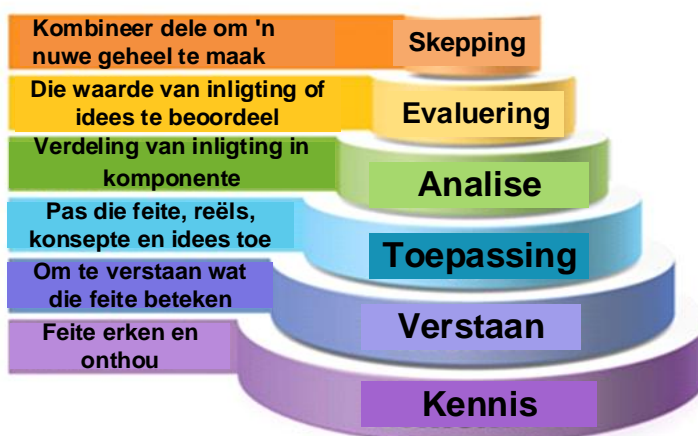 Kombineer dele om 'n
nuwe geheel te maak
Skepping
Die waarde van inligting of
idees te beoordeel
Evaluering
Verdeling van inligting in
komponente
Analise
Pas die feite, reëls,
konsepte en idees toe
Toepassing
Om te verstaan wat
die feite beteken
Verstaan
Feite erken en
onthou
Kennis